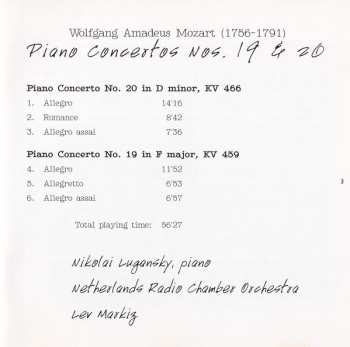 Wolfgang Amadeus Mozart (1756-1791)
Piano Concertos Nos. 19 & 20
Piano Concerto No. 20 in D minor, KV 466
1. Allegro 14'16
2. Romance 8'42
3. Allegro assai 7'36
Piano Concerto No. 19 in F major, KV 459
4. Allegro 11'52
5. Allegretto 6'53
6. Allegro assai 6'57
Total playing time: 56'27
Nikolai Lugansky, piano
Netherlands Radio Chamber Orchestra
Lev Markiz